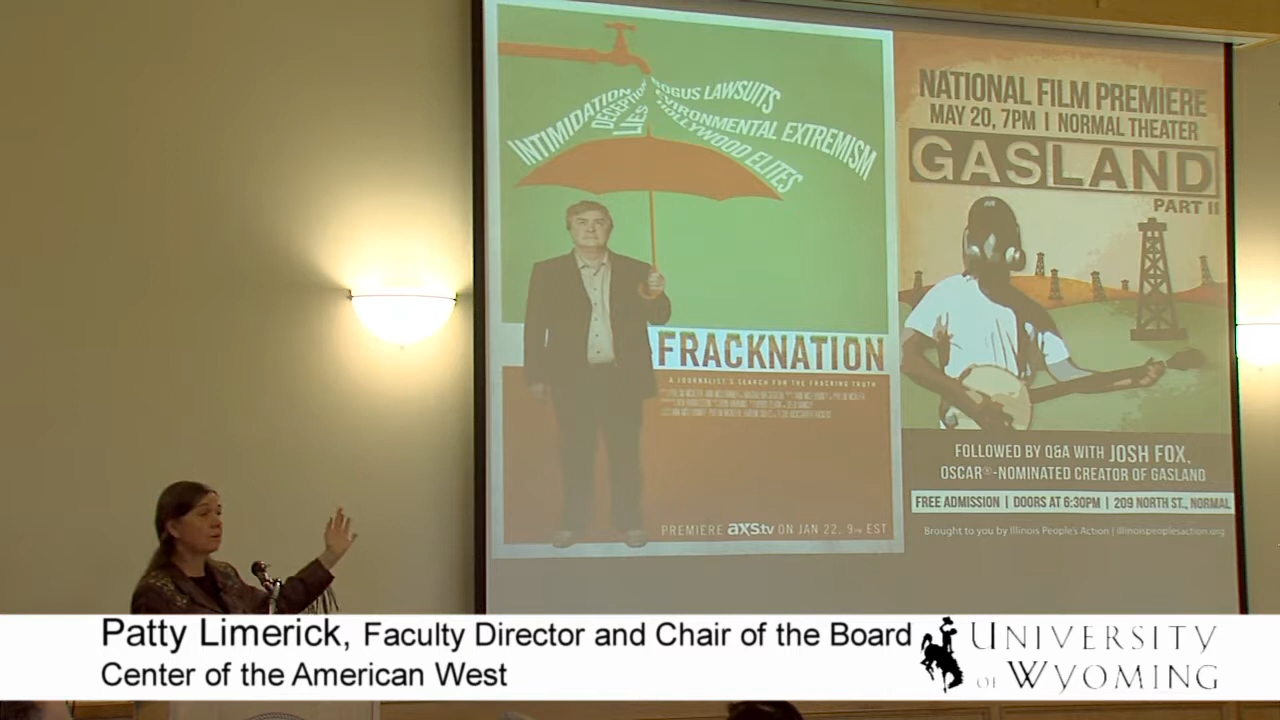 INTIMIDATION
DECEPTION
LIES
BOGUS LAWSUITS
ENVIRONMENTAL EXTREMISM
HOLLYWOOD ELITES
FRACKNATION
A JOURNALIST'S SEARCH FOR THE FRACKING TRUTH
PREMIERE axs.tv ON JAN 22, 9PM EST
NATIONAL FILM PREMIERE
MAY 20, 7PM | NORMAL THEATER
GASLAND
PART II
FOLLOWED BY Q&A WITH JOSH FOX,
OSCAR®-NOMINATED CREATOR OF GASLAND
FREE ADMISSION | DOORS AT 6:30PM | 209 NORTH ST., NORMAL
Brought to you by Illinois People's Action | illinoispeoplesaction.org
Patty Limerick, Faculty Director and Chair of the Board
Center of the American West
UNIVERSITY
OF WYOMING